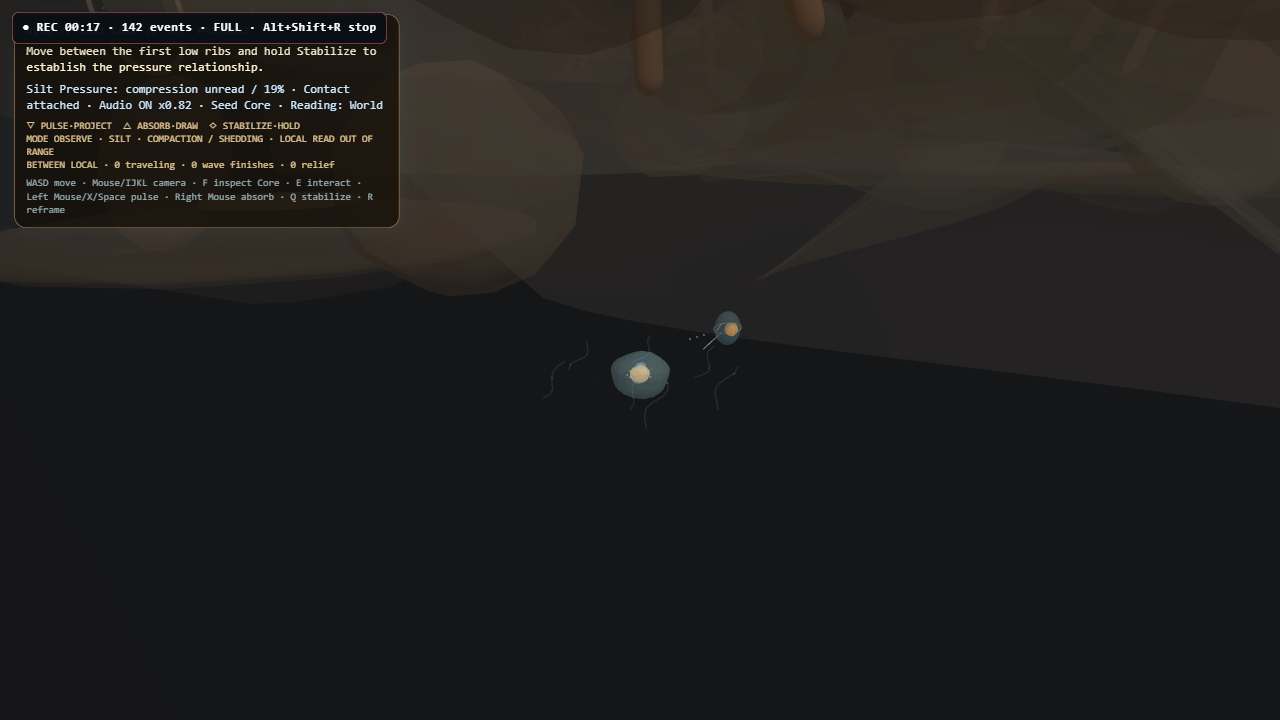 ● REC 00:17 · 142 events · FULL · Alt+Shift+R stop
Move between the first low ribs and hold Stabilize to
establish the pressure relationship.
Silt Pressure: compression unread / 19% · Contact
attached · Audio ON x0.82 · Seed Core · Reading: World
▽ PULSE·PROJECT △ ABSORB·DRAW ◇ STABILIZE·HOLD
MODE OBSERVE · SILT · COMPACTION / SHEDDING · LOCAL READ OUT OF
RANGE
BETWEEN LOCAL · 0 traveling · 0 wave finishes · 0 relief
WASD move · Mouse/IJKL camera · F inspect Core · E interact ·
Left Mouse/X/Space pulse · Right Mouse absorb · Q stabilize · R
reframe